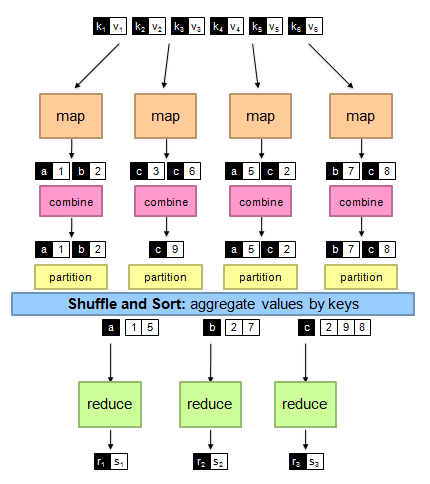 k1 v1 k2 v2 k3 v3 k4 v4 k5 v5 k6 v6
map map map map
a 1 b 2 c 3 c 6 a 5 c 2 b 7 c 8
combine combine combine combine
a 1 b 2 c 9 a 5 c 2 b 7 c 8
partition partition partition partition
Shuffle and Sort: aggregate values by keys
a 1 5 b 2 7 c 2 9 8
reduce reduce reduce
r1 s1 r2 s2 r3 s3